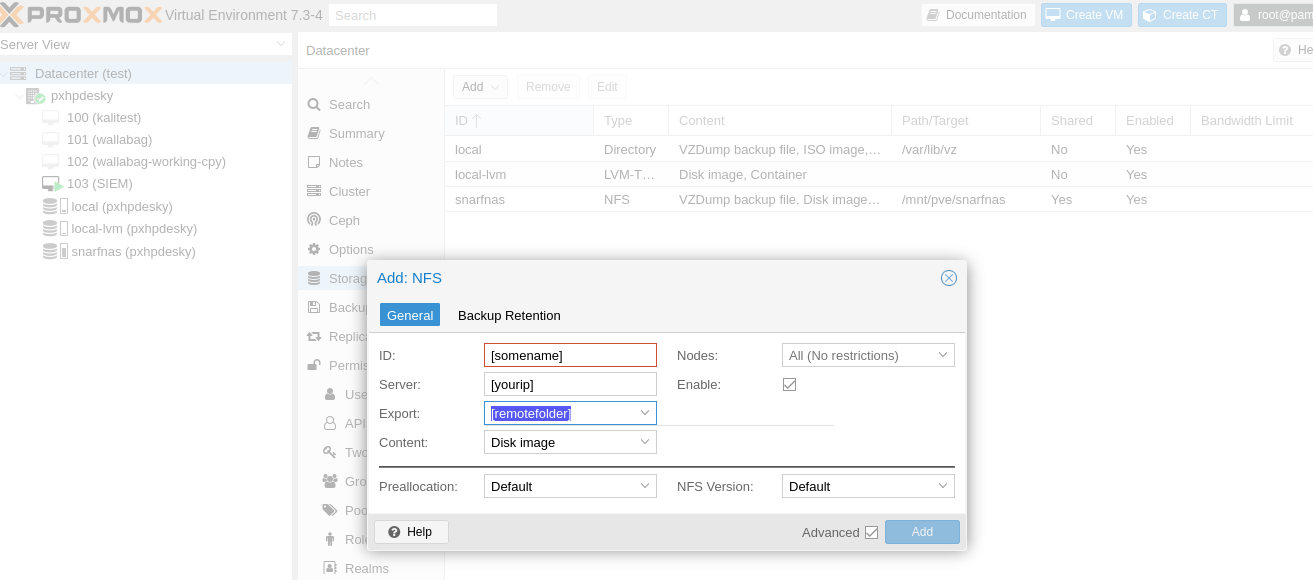 PROXMOX Virtual Environment 7.3-4 Search Documentation Create VM Create CT root@pam
Server View
Datacenter (test)
pxhpdesky
100 (kalitest)
101 (wallabag)
102 (wallabag-working-cpy)
103 (SIEM)
local (pxhpdesky)
local-lvm (pxhpdesky)
snarfnas (pxhpdesky)
Datacenter He
Search
Summary
Notes
Cluster
Ceph
Options
Storag
Backu
Replica
Permis
Use
API
Two
Gro
Poo
Role
Realms
Add Remove Edit
ID Type Content Path/Target Shared Enabled Bandwidth Limit
local Directory VZDump backup file, ISO image,... /var/lib/vz No Yes
local-lvm LVM-T... Disk image, Container No Yes
snarfnas NFS VZDump backup file, Disk image... /mnt/pve/snarfnas Yes Yes
Add: NFS
General Backup Retention
ID: [somename] Nodes: All (No restrictions)
Server: [yourip] Enable:
Export: [remotefolder]
Content: Disk image
Preallocation: Default NFS Version: Default
Help Advanced Add